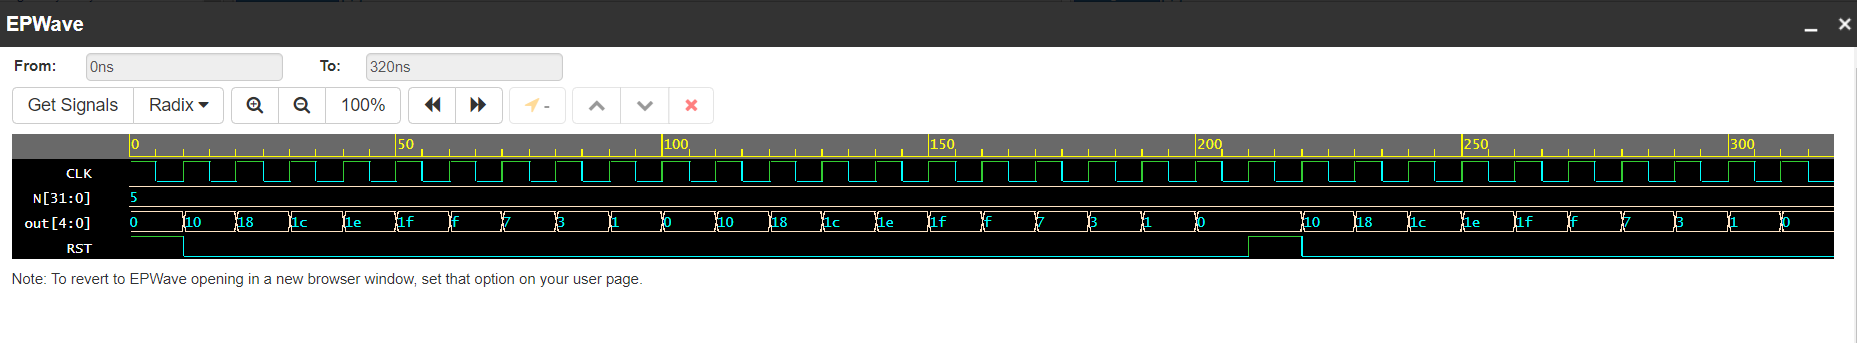 EPWave
From: 0ns To: 320ns
Get Signals Radix 100% -
0 50 100 150 200 250 300
CLK
N[31:0] 5
out[4:0] 0 10 18 1c 1e 1f f 7 3 1 0 10 18 1c 1e 1f f 7 3 1 0 10 18 1c 1e 1f f 7 3 1 0
RST
Note: To revert to EPWave opening in a new browser window, set that option on your user page.